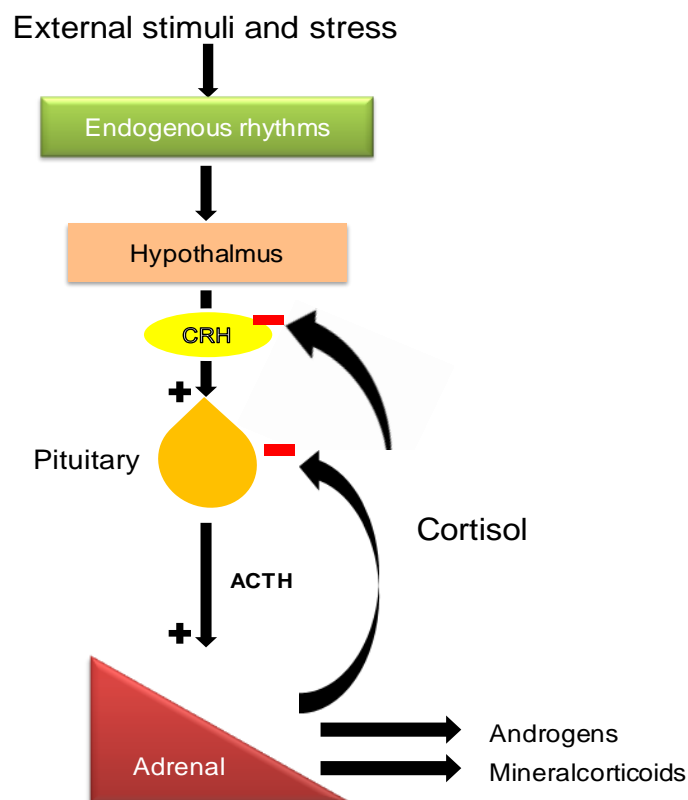 External stimuli and stress
Endogenous rhythms
Hypothalmus
CRH
Pituitary
Cortisol
ACTH
Adrenal
Androgens
Mineralcorticoids